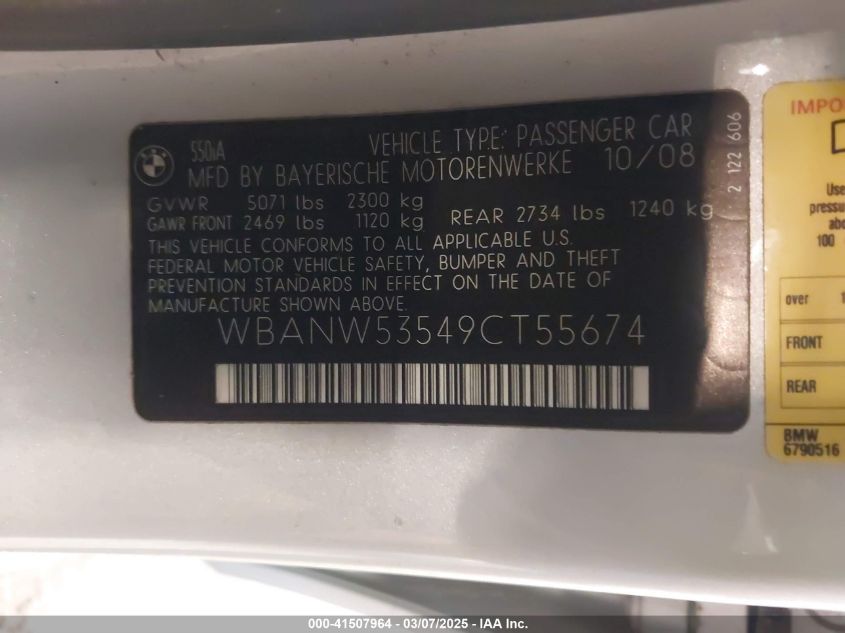 BMW
550iA
VEHICLE TYPE: PASSENGER CAR
MFD BY BAYERISCHE MOTORENWERKE 10/08
GVWR 5071 lbs 2300 kg
GAWR FRONT 2469 lbs 1120 kg REAR 2734 lbs 1240 kg
THIS VEHICLE CONFORMS TO ALL APPLICABLE U.S.
FEDERAL MOTOR VEHICLE SAFETY, BUMPER AND THEFT
PREVENTION STANDARDS IN EFFECT ON THE DATE OF
MANUFACTURE SHOWN ABOVE.
WBANW53549CT55674
2 122 606
IMPO
Use
pressu
abo
100
over 1
FRONT
REAR
BMW
6790516
000-41507964 - 03/07/2025 - IAA Inc.